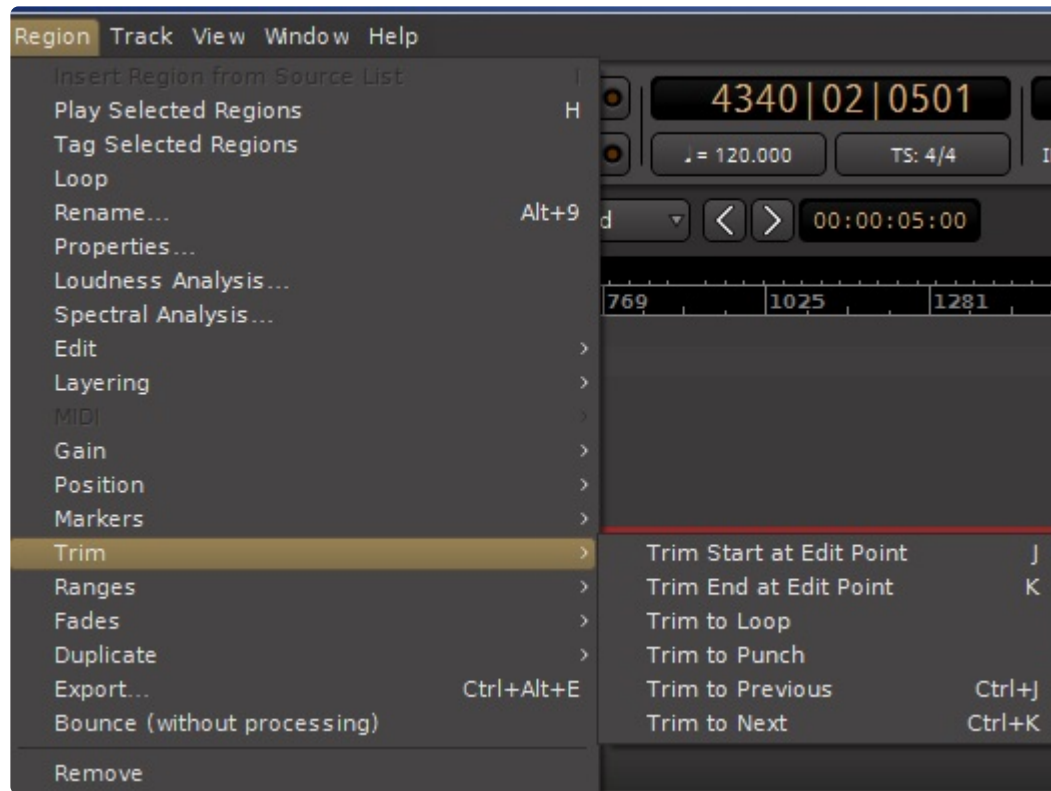 Region Track View Window Help
Insert Region from Source List I
Play Selected Regions H
Tag Selected Regions
Loop
Rename... Alt+9
Properties...
Loudness Analysis...
Spectral Analysis...
Edit
Layering
MIDI
Gain
Position
Markers
Trim
Ranges
Fades
Duplicate
Export... Ctrl+Alt+E
Bounce (without processing)
Remove
4340|02|0501
♩= 120.000 TS: 4/4 I
d 00:00:05:00
769 1025 1281
Trim Start at Edit Point J
Trim End at Edit Point K
Trim to Loop
Trim to Punch
Trim to Previous Ctrl+J
Trim to Next Ctrl+K